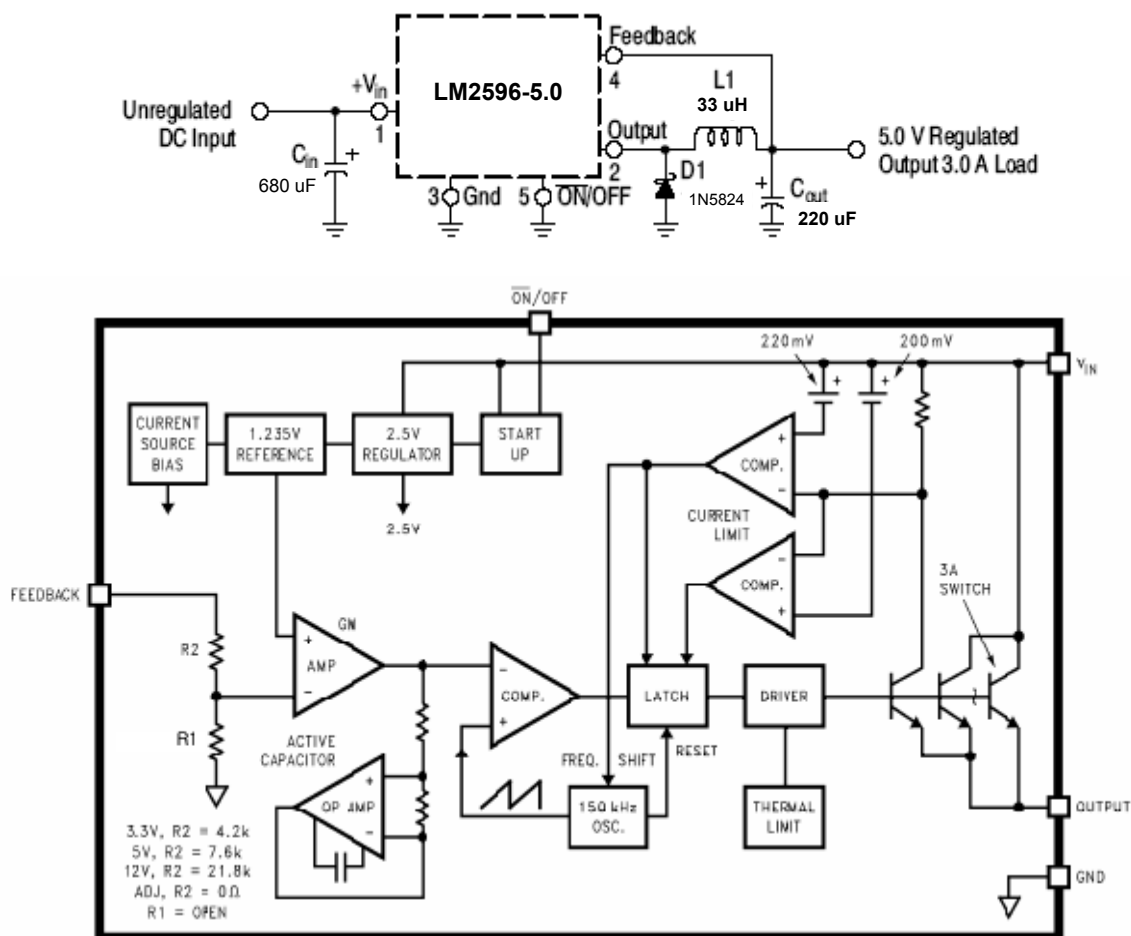 Feedback
4
L1
33 uH
+Vin
1
LM2596-5.0
Unregulated
DC Input
Output
2
5.0 V Regulated
Output 3.0 A Load
Cin
680 uF
D1
1N5824
Cout
220 uF
3 Gnd
5 ON/OFF
ON/OFF
220mV
200mV
VIN
CURRENT
SOURCE
BIAS
1.235V
REFERENCE
2.5V
REGULATOR
START
UP
2.5V
+
COMP.
-
CURRENT
LIMIT
-
COMP.
+
3A
SWITCH
FEEDBACK
R2
R1
GM
+
AMP
-
-
COMP.
+
LATCH
DRIVER
ACTIVE
CAPACITOR
+
OP AMP
-
FREQ. SHIFT
RESET
150 kHz
OSC.
THERMAL
LIMIT
OUTPUT
GND
3.3V, R2 = 4.2k
5V, R2 = 7.6k
12V, R2 = 21.8k
ADJ, R2 = 0Ω
R1 = OPEN